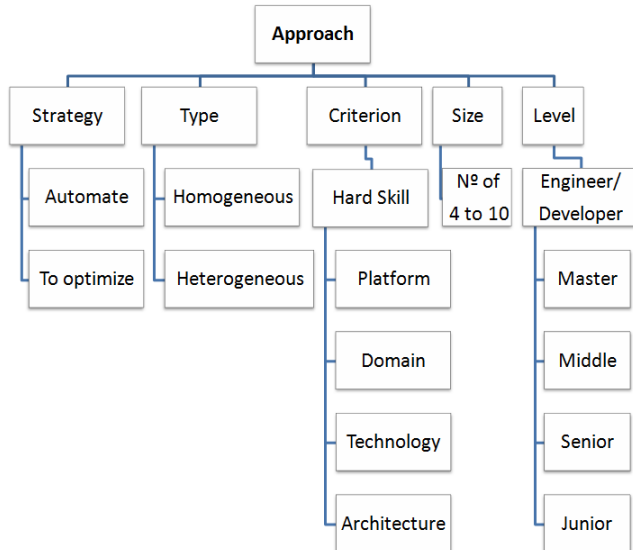 Approach
Strategy
Type
Criterion
Size
Level
Automate
Homogeneous
Hard Skill
Nº of
4 to 10
Engineer/
Developer
To optimize
Heterogeneous
Platform
Master
Domain
Middle
Technology
Senior
Architecture
Junior